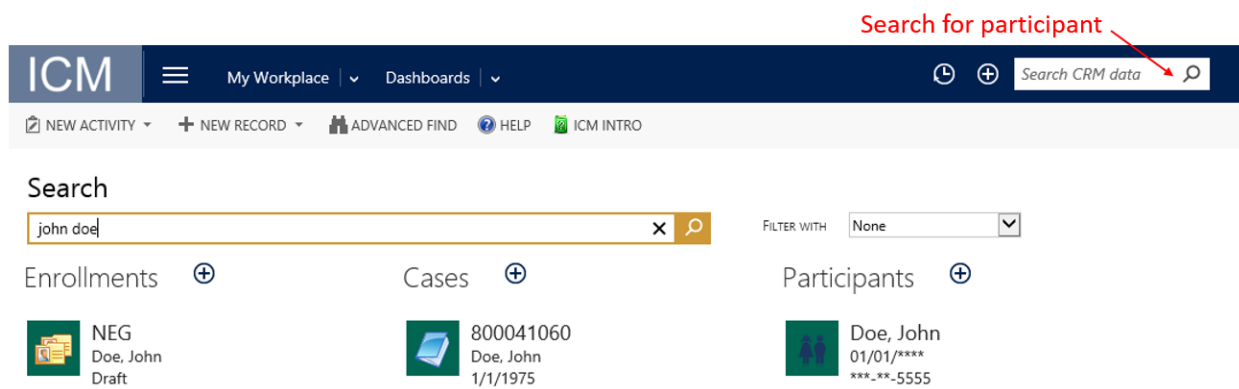 Search for participant
ICM My Workplace Dashboards Search CRM data
NEW ACTIVITY NEW RECORD ADVANCED FIND HELP ICM INTRO
Search
john doe FILTER WITH None
Enrollments Cases Participants
NEG 800041060 Doe, John
Doe, John Doe, John 01/01/****
Draft 1/1/1975 ***-**-5555